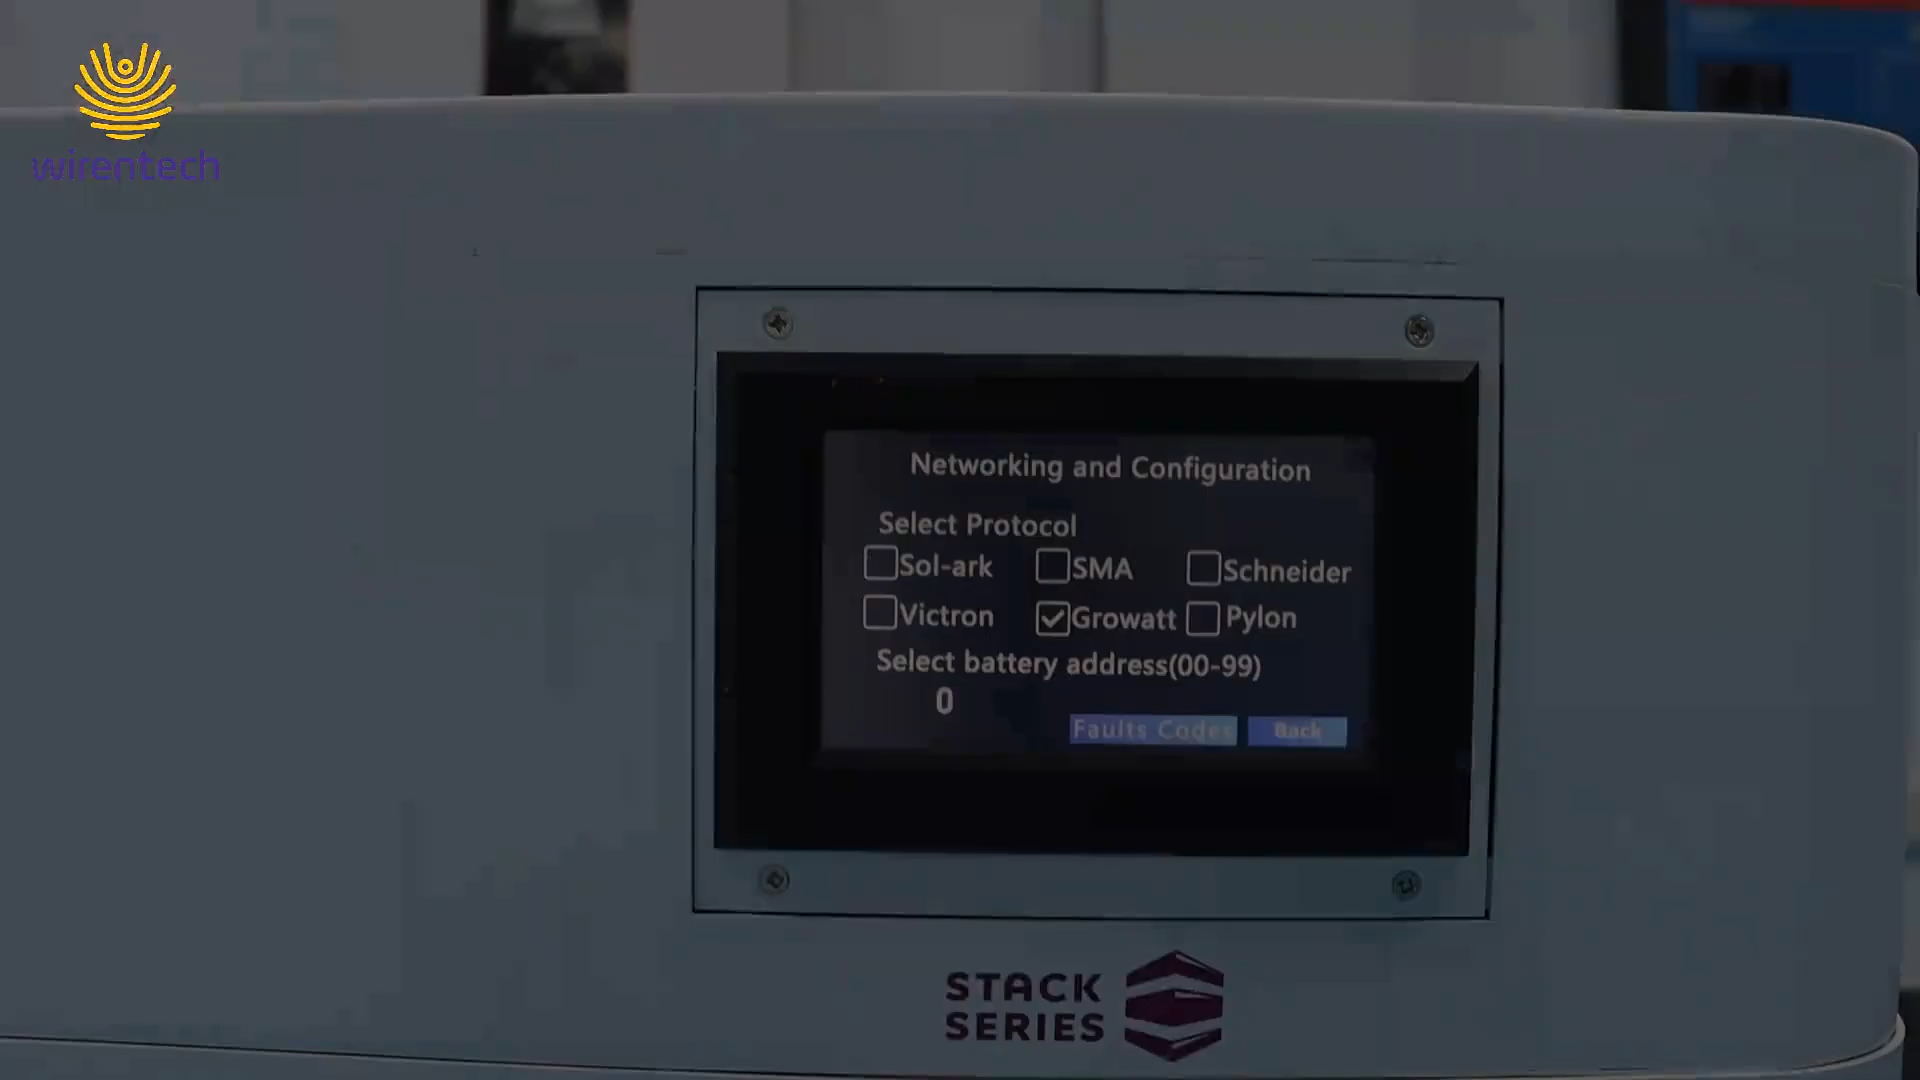 wirentech
Networking and Configuration
Select Protocol
Sol-ark SMA Schneider
Victron Growatt Pylon
Select battery address(00-99)
0
Faults Codes Back
STACK
SERIES